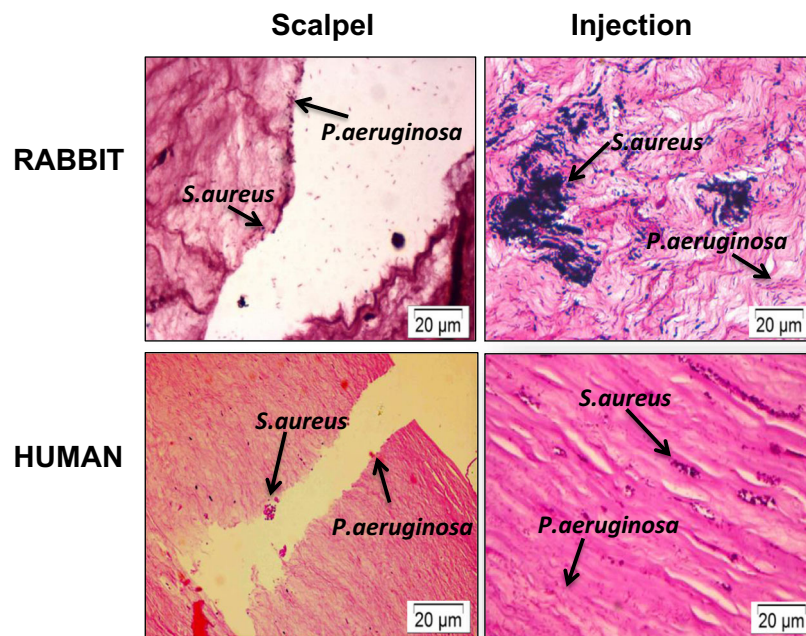 Scalpel Injection
RABBIT
P.aeruginosa
S.aureus
20 µm
S.aureus
P.aeruginosa
20 µm
HUMAN
S.aureus
P.aeruginosa
20 µm
S.aureus
P.aeruginosa
20 µm